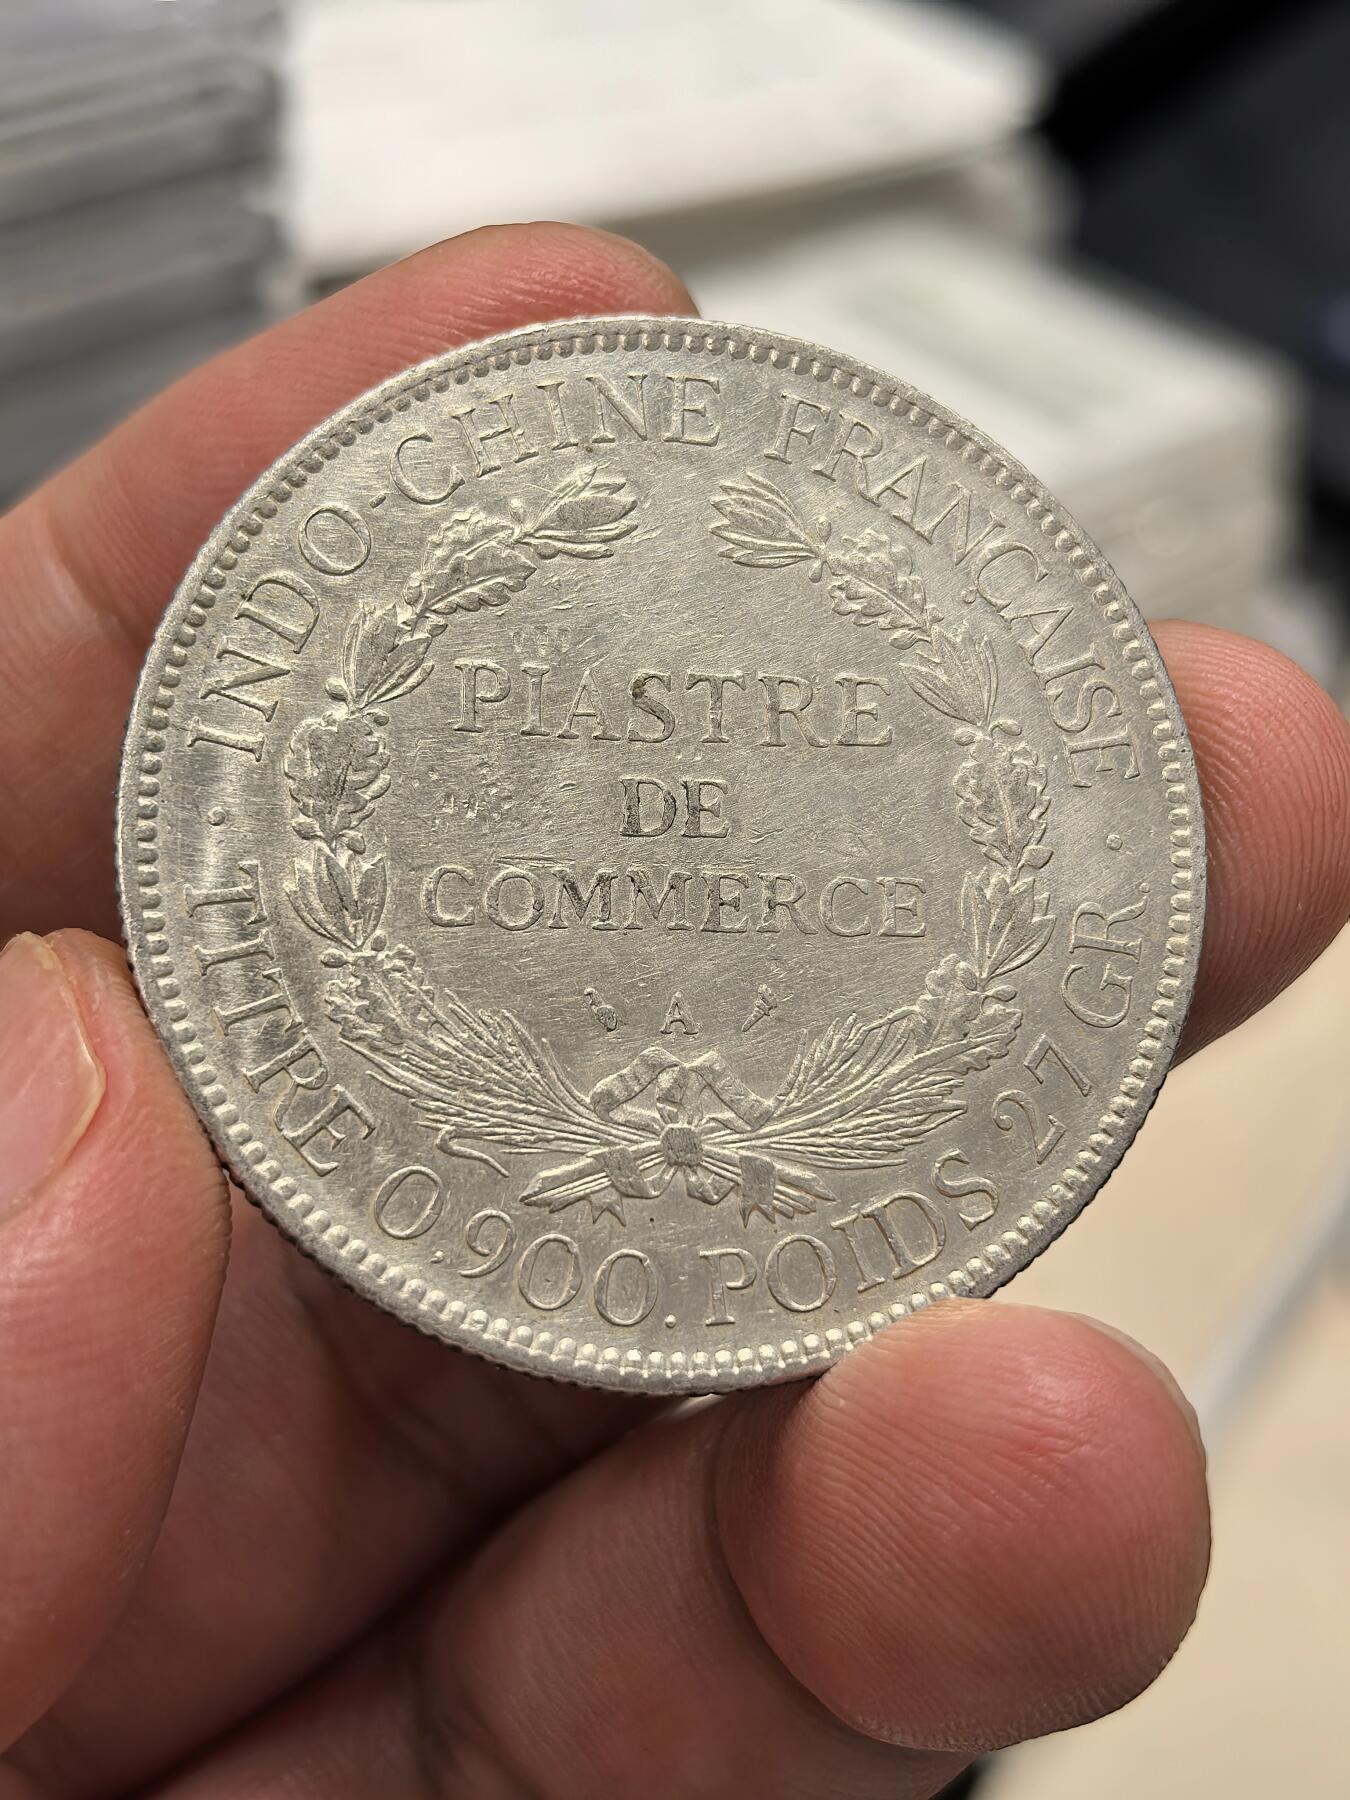 INDO-CHINE FRANÇAISE
PIASTRE
DE
COMMERCE
A
· TITRE 0,900. POIDS 27 GR. ·